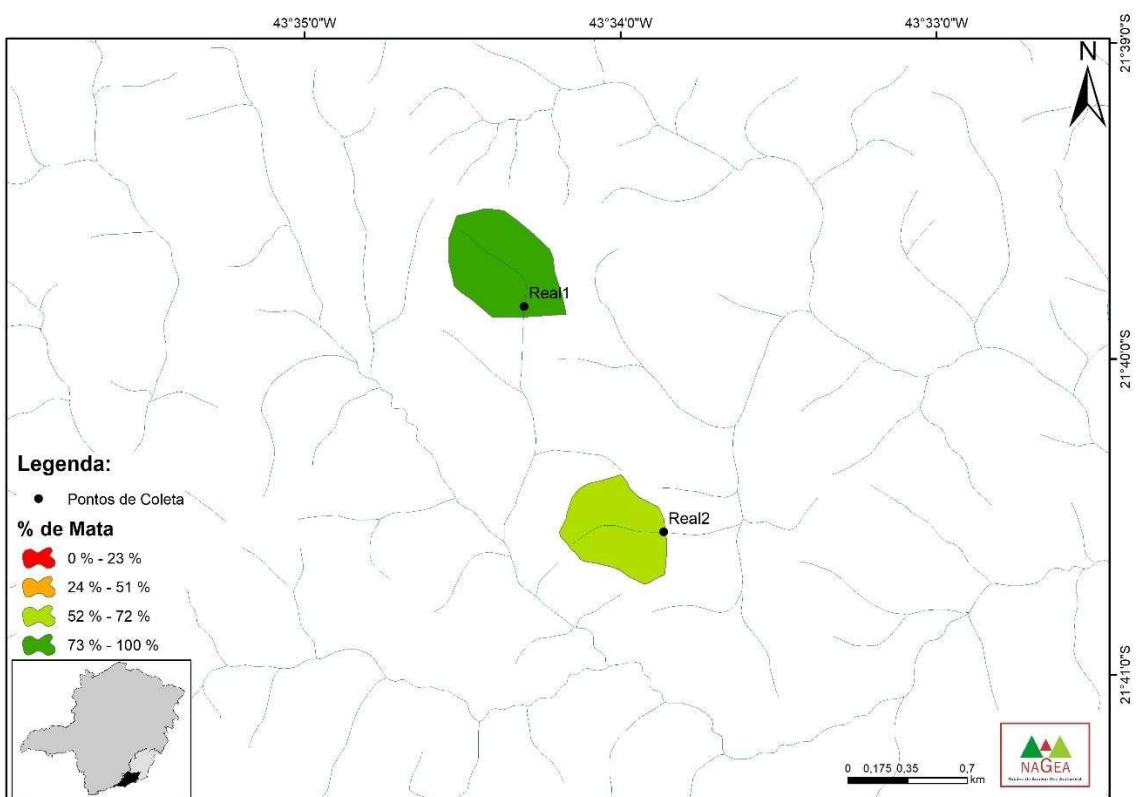 43°35'0"W 43°34'0"W 43°33'0"W
21°39'0"S
N
Real1
21°40'0"S
Legenda:
Pontos de Coleta
% de Mata
0 % - 23 %
24 % - 51 %
52 % - 72 %
73 % - 100 %
Real2
21°41'0"S
0 0,175 0,35 0,7
km
NAGEA